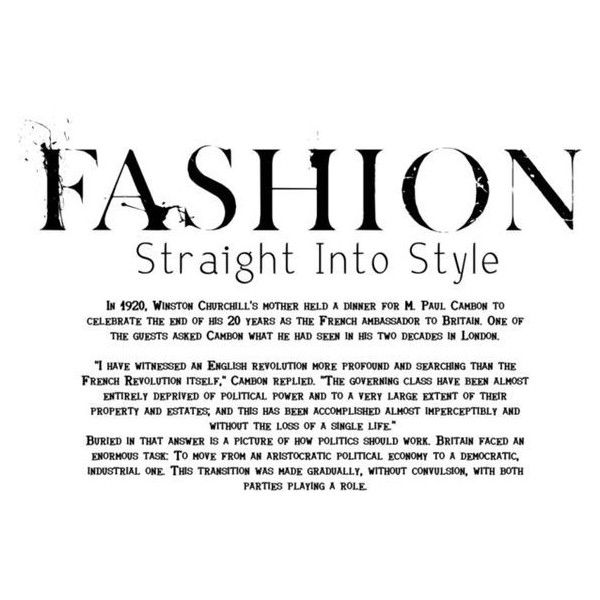 FASHION
Straight Into Style
In 1920, Winston Churchill's mother held a dinner for M. Paul Cambon to
celebrate the end of his 20 years as the French ambassador to Britain. One of
the guests asked Cambon what he had seen in his two decades in London.
"I have witnessed an English revolution more profound and searching than the
French Revolution itself," Cambon replied. "The governing class have been almost
entirely deprived of political power and to a very large extent of their
property and estates; and this has been accomplished almost imperceptibly and
without the loss of a single life."
Buried in that answer is a picture of how politics should work. Britain faced an
enormous task: To move from an aristocratic political economy to a democratic,
industrial one. This transition was made gradually, without convulsion, with both
parties playing a role.